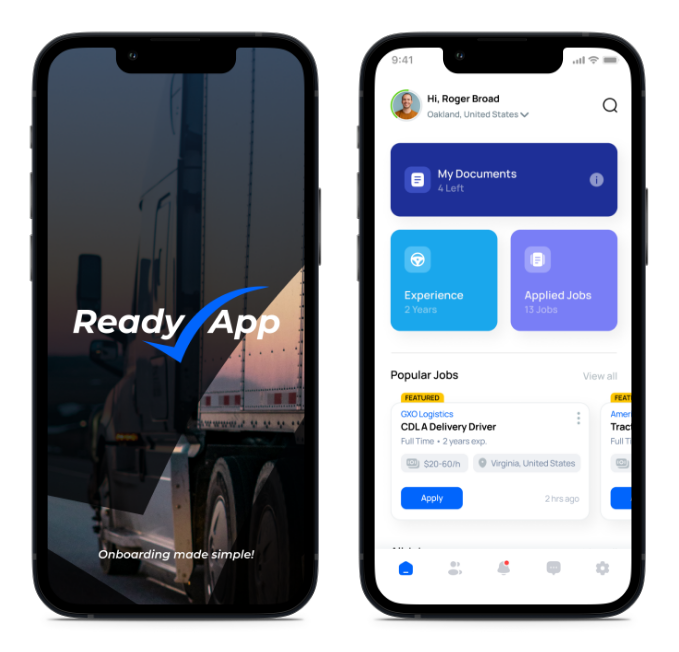 Ready App
Onboarding made simple!
9:41
Hi, Roger Broad
Oakland, United States
My Documents
4 Left
Experience
2 Years
Applied Jobs
13 Jobs
Popular Jobs
View all
FEATURED
GXO Logistics
CDL A Delivery Driver
Full Time • 2 years exp.
$20-60/h
Virginia, United States
Apply
2 hrs ago
FEAT
Amer
Trac
Full Ti